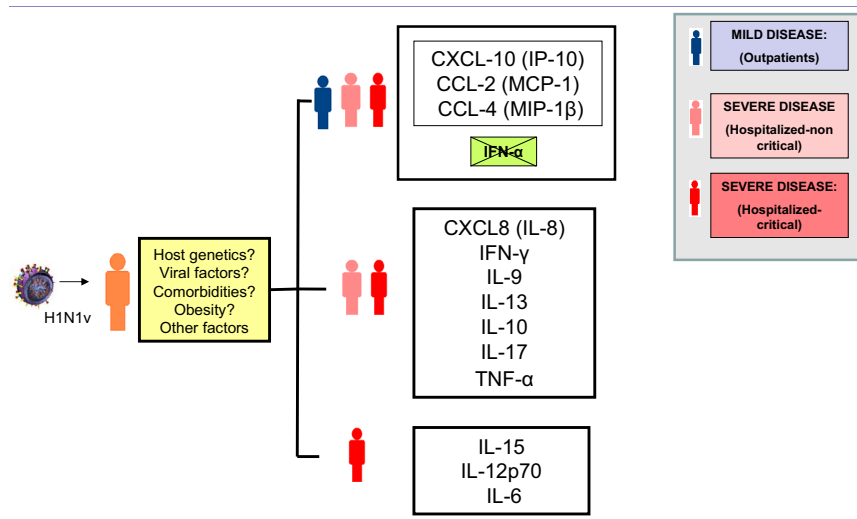 CXCL-10 (IP-10)
CCL-2 (MCP-1)
CCL-4 (MIP-1β)
IFN-α
MILD DISEASE:
(Outpatients)
SEVERE DISEASE
(Hospitalized-non
critical)
SEVERE DISEASE:
(Hospitalized-
critical)
H1N1v
Host genetics?
Viral factors?
Comorbidities?
Obesity?
Other factors
CXCL8 (IL-8)
IFN-γ
IL-9
IL-13
IL-10
IL-17
TNF-α
IL-15
IL-12p70
IL-6